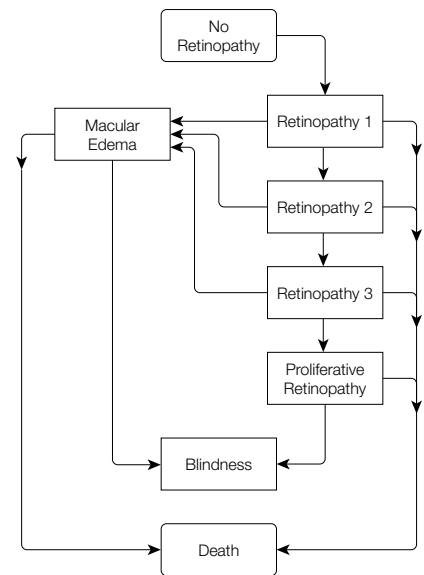 No
Retinopathy
Retinopathy 1
Macular
Edema
Retinopathy 2
Retinopathy 3
Proliferative
Retinopathy
Blindness
Death